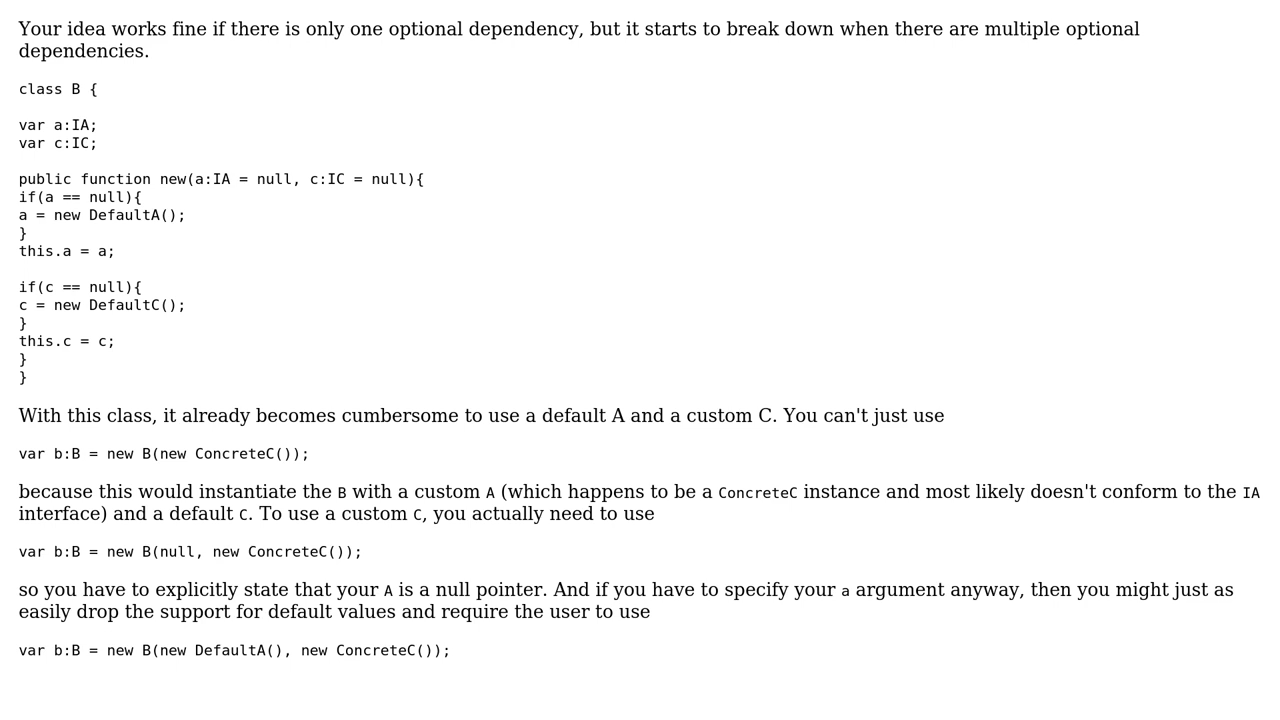 Your idea works fine if there is only one optional dependency, but it starts to break down when there are multiple optional
dependencies.
class B {
var a:IA;
var c:IC;
public function new(a:IA = null, c:IC = null){
if(a == null){
a = new DefaultA();
}
this.a = a;
if(c == null){
c = new DefaultC();
}
this.c = c;
}
}
With this class, it already becomes cumbersome to use a default A and a custom C. You can't just use
var b:B = new B(new ConcreteC());
because this would instantiate the B with a custom A (which happens to be a ConcreteC instance and most likely doesn't conform to the IA
interface) and a default C. To use a custom C, you actually need to use
var b:B = new B(null, new ConcreteC());
so you have to explicitly state that your A is a null pointer. And if you have to specify your a argument anyway, then you might just as
easily drop the support for default values and require the user to use
var b:B = new B(new DefaultA(), new ConcreteC());